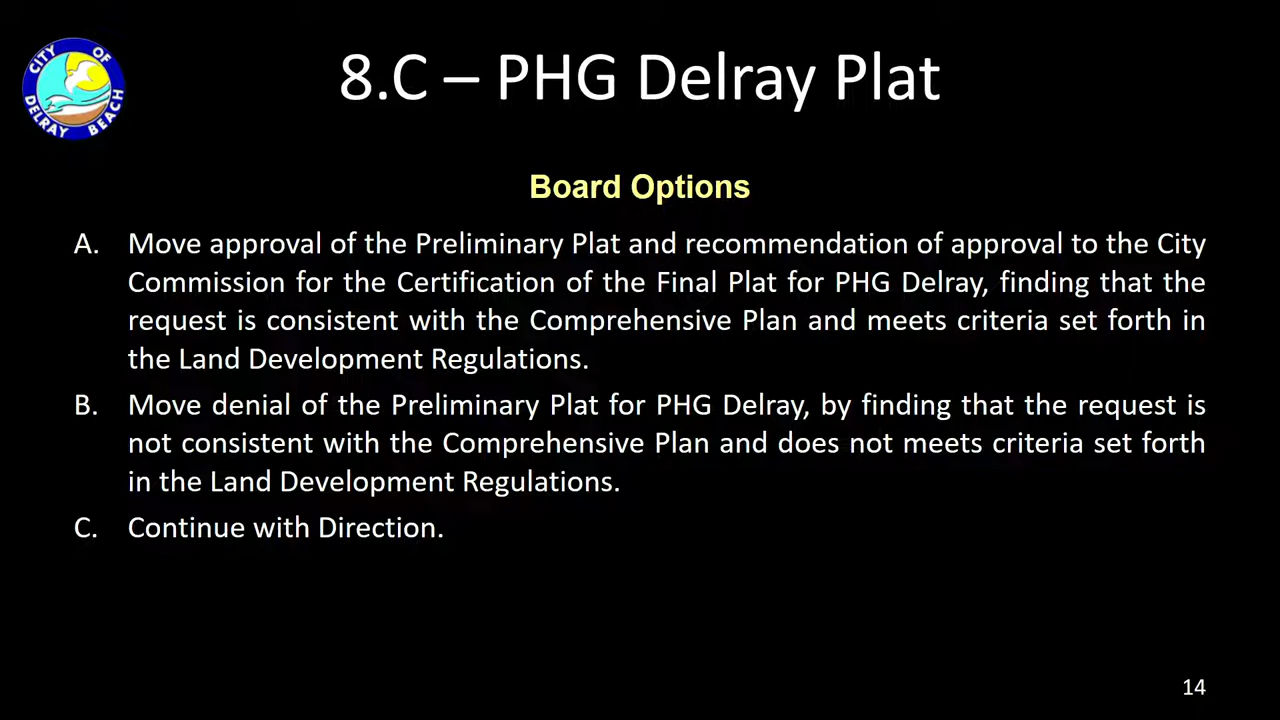 CITY OF
DELRAY BEACH
8.C – PHG Delray Plat
Board Options
A. Move approval of the Preliminary Plat and recommendation of approval to the City
Commission for the Certification of the Final Plat for PHG Delray, finding that the
request is consistent with the Comprehensive Plan and meets criteria set forth in
the Land Development Regulations.
B. Move denial of the Preliminary Plat for PHG Delray, by finding that the request is
not consistent with the Comprehensive Plan and does not meets criteria set forth
in the Land Development Regulations.
C. Continue with Direction.
14